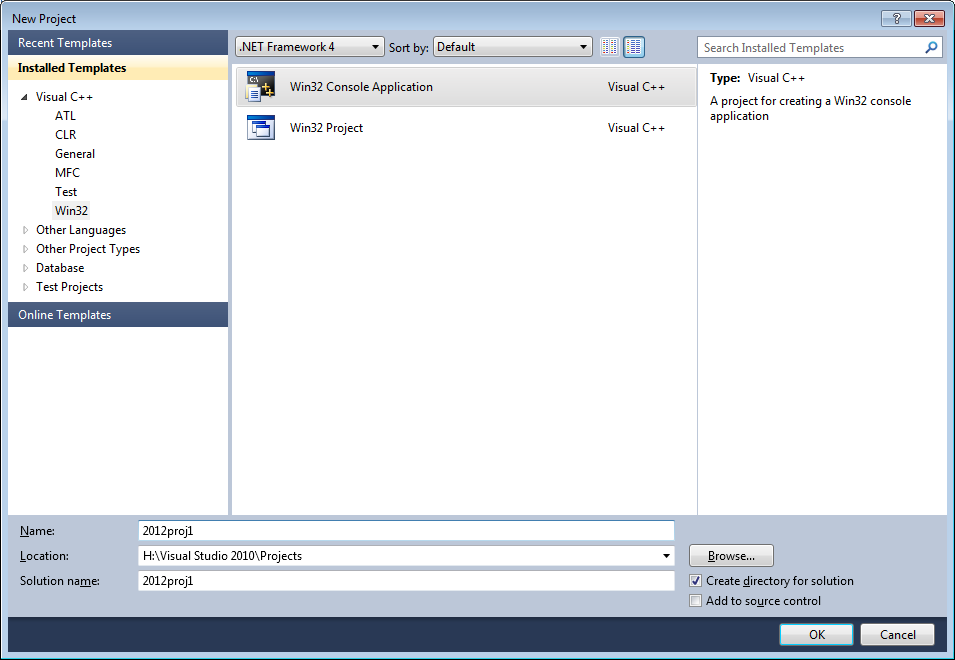 New Project
Recent Templates
.NET Framework 4
Sort by:
Default
Search Installed Templates
Installed Templates
Visual C++
ATL
CLR
General
MFC
Test
Win32
Other Languages
Other Project Types
Database
Test Projects
Online Templates
C:\
Win32 Console Application
Visual C++
Win32 Project
Visual C++
Type: Visual C++
A project for creating a Win32 console
application
Name:
2012proj1
Location:
H:\Visual Studio 2010\Projects
Browse...
Solution name:
2012proj1
Create directory for solution
Add to source control
OK
Cancel